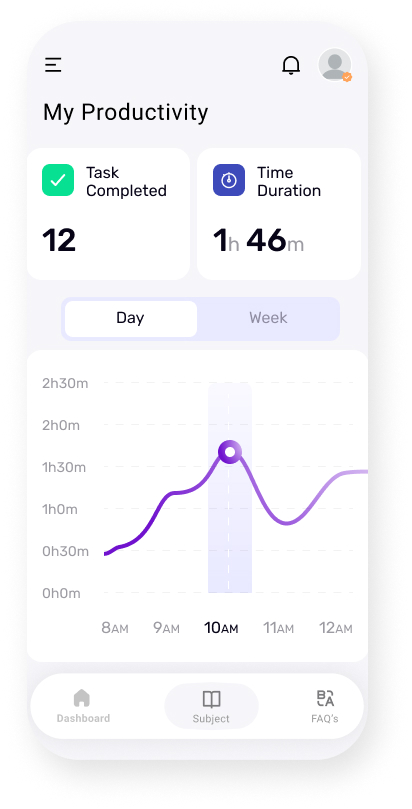 My Productivity
Task
Completed
12
Time
Duration
1h 46m
Day
Week
2h30m
2h0m
1h30m
1h0m
0h30m
0h0m
8AM 9AM 10AM 11AM 12AM
Dashboard
Subject
FAQ's